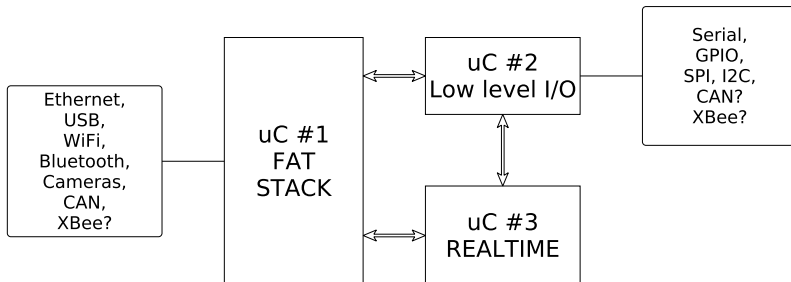 Ethernet,
USB,
WiFi,
Bluetooth,
Cameras,
CAN,
XBee?
uC #1
FAT
STACK
uC #2
Low level I/O
Serial,
GPIO,
SPI, I2C,
CAN?
XBee?
uC #3
REALTIME